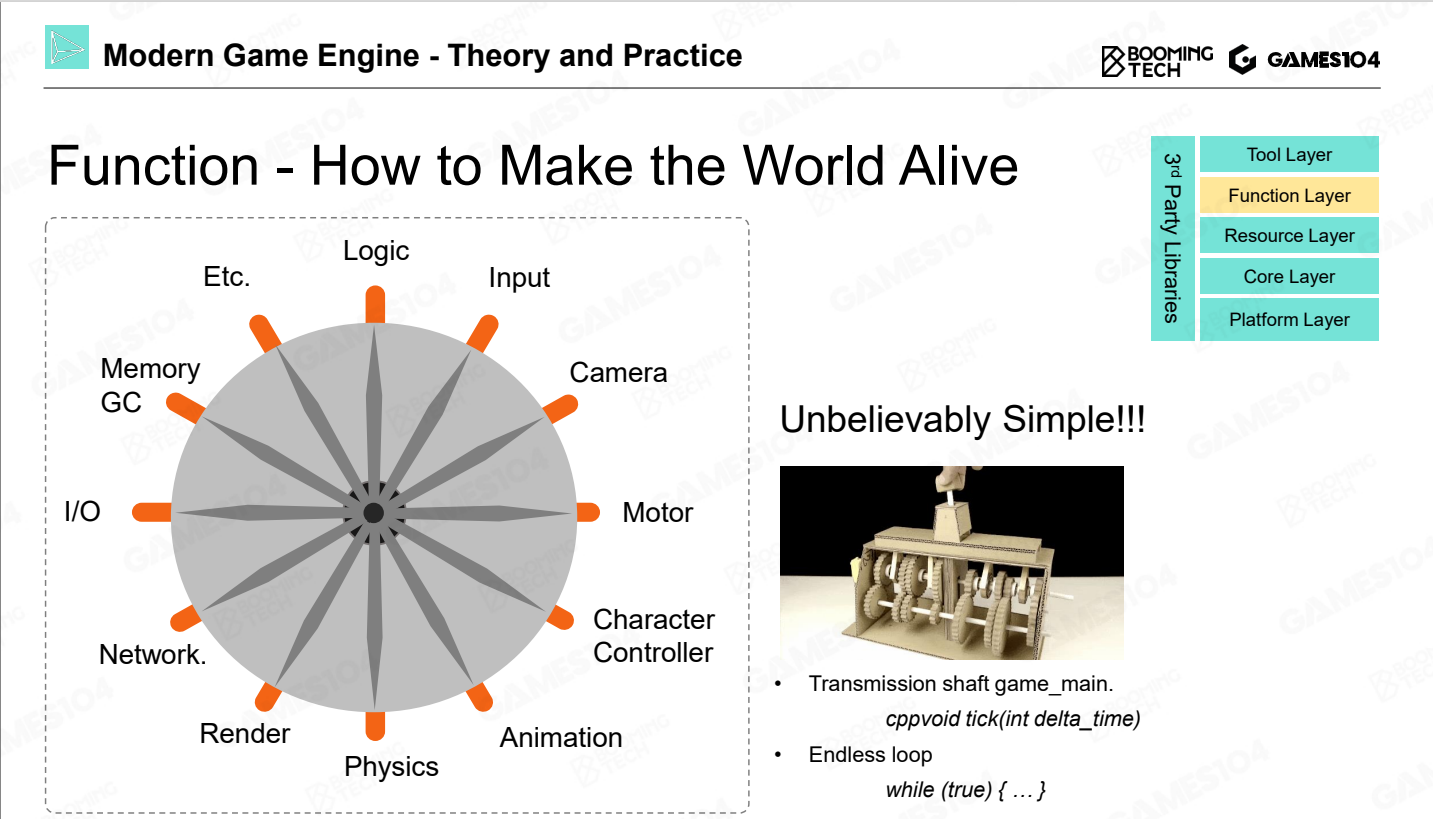 Modern Game Engine - Theory and Practice
BOOMING
TECH
GAMES104
Function - How to Make the World Alive
3rd Party Libraries
Tool Layer
Function Layer
Resource Layer
Core Layer
Platform Layer
Logic
Input
Camera
Motor
Character
Controller
Animation
Physics
Render
Network.
I/O
Memory
GC
Etc.
Unbelievably Simple!!!
• Transmission shaft game_main.
cppvoid tick(int delta_time)
• Endless loop
while (true) { … }